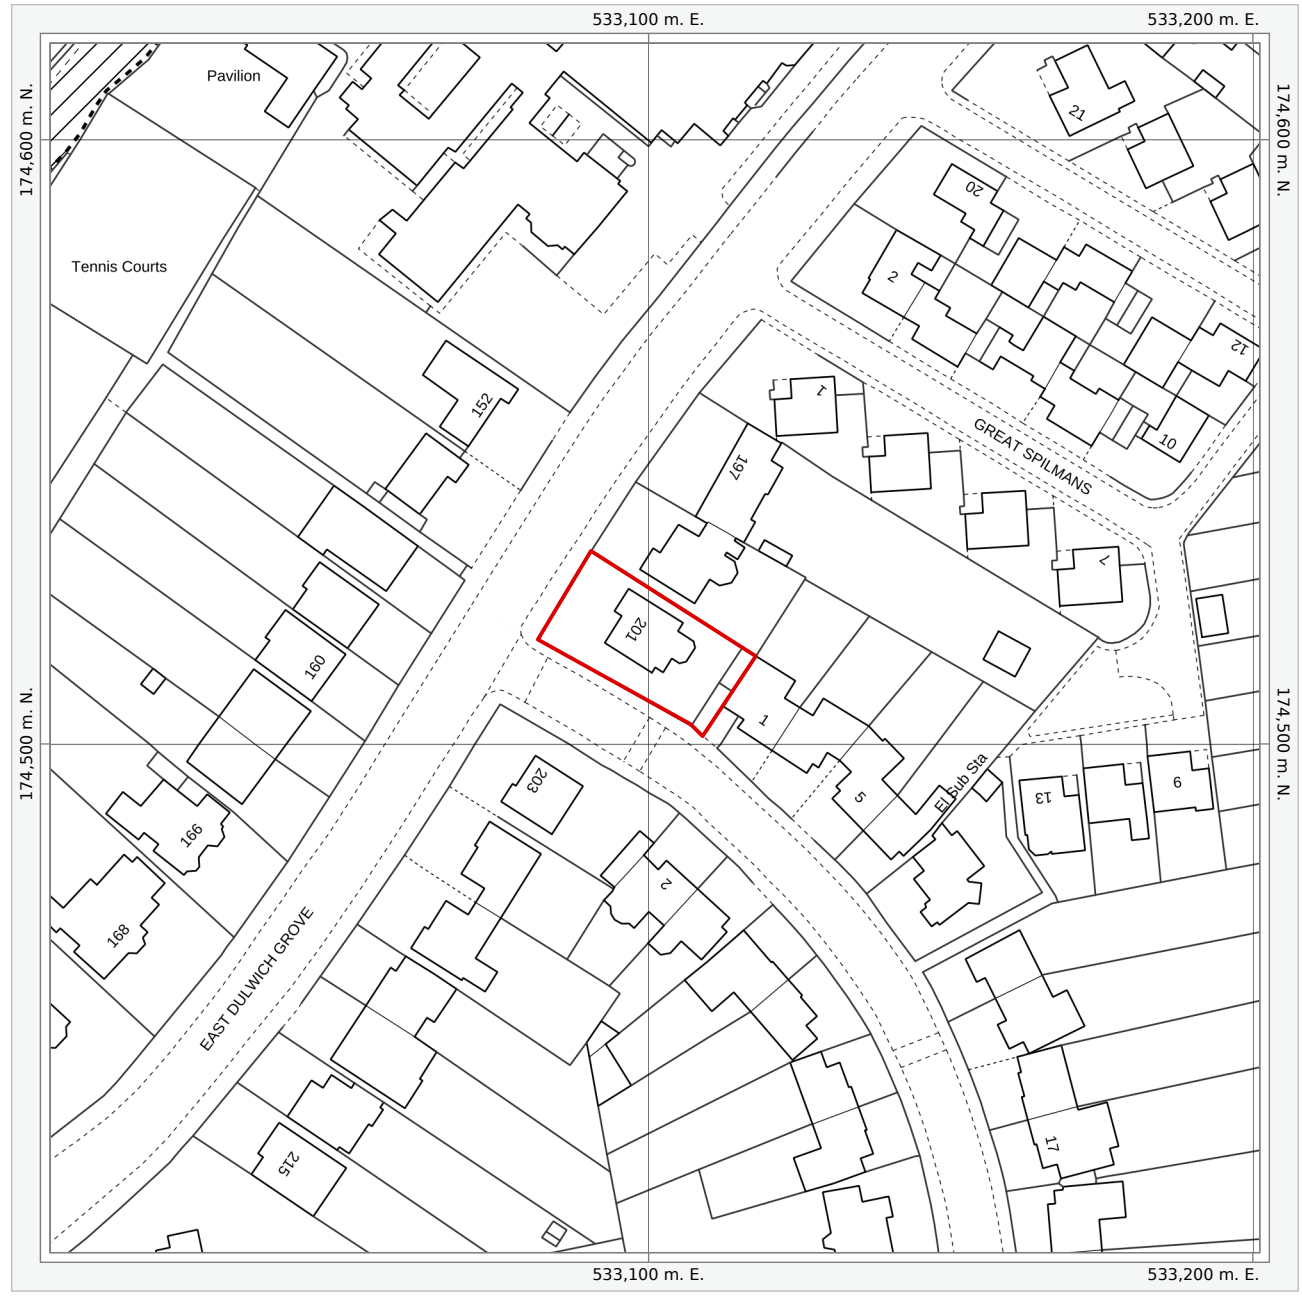 533,100 m. E.
533,200 m. E.
174,600 m. N.
174,600 m. N.
Pavilion
21
20
Tennis Courts
2
12
152
1
GREAT SPILMANS
10
197
7
201
160
1
174,500 m. N.
174,500 m. N.
203
El Sub Sta
5
13
9
166
2
168
EAST DULWICH GROVE
17
215
533,100 m. E.
533,200 m. E.